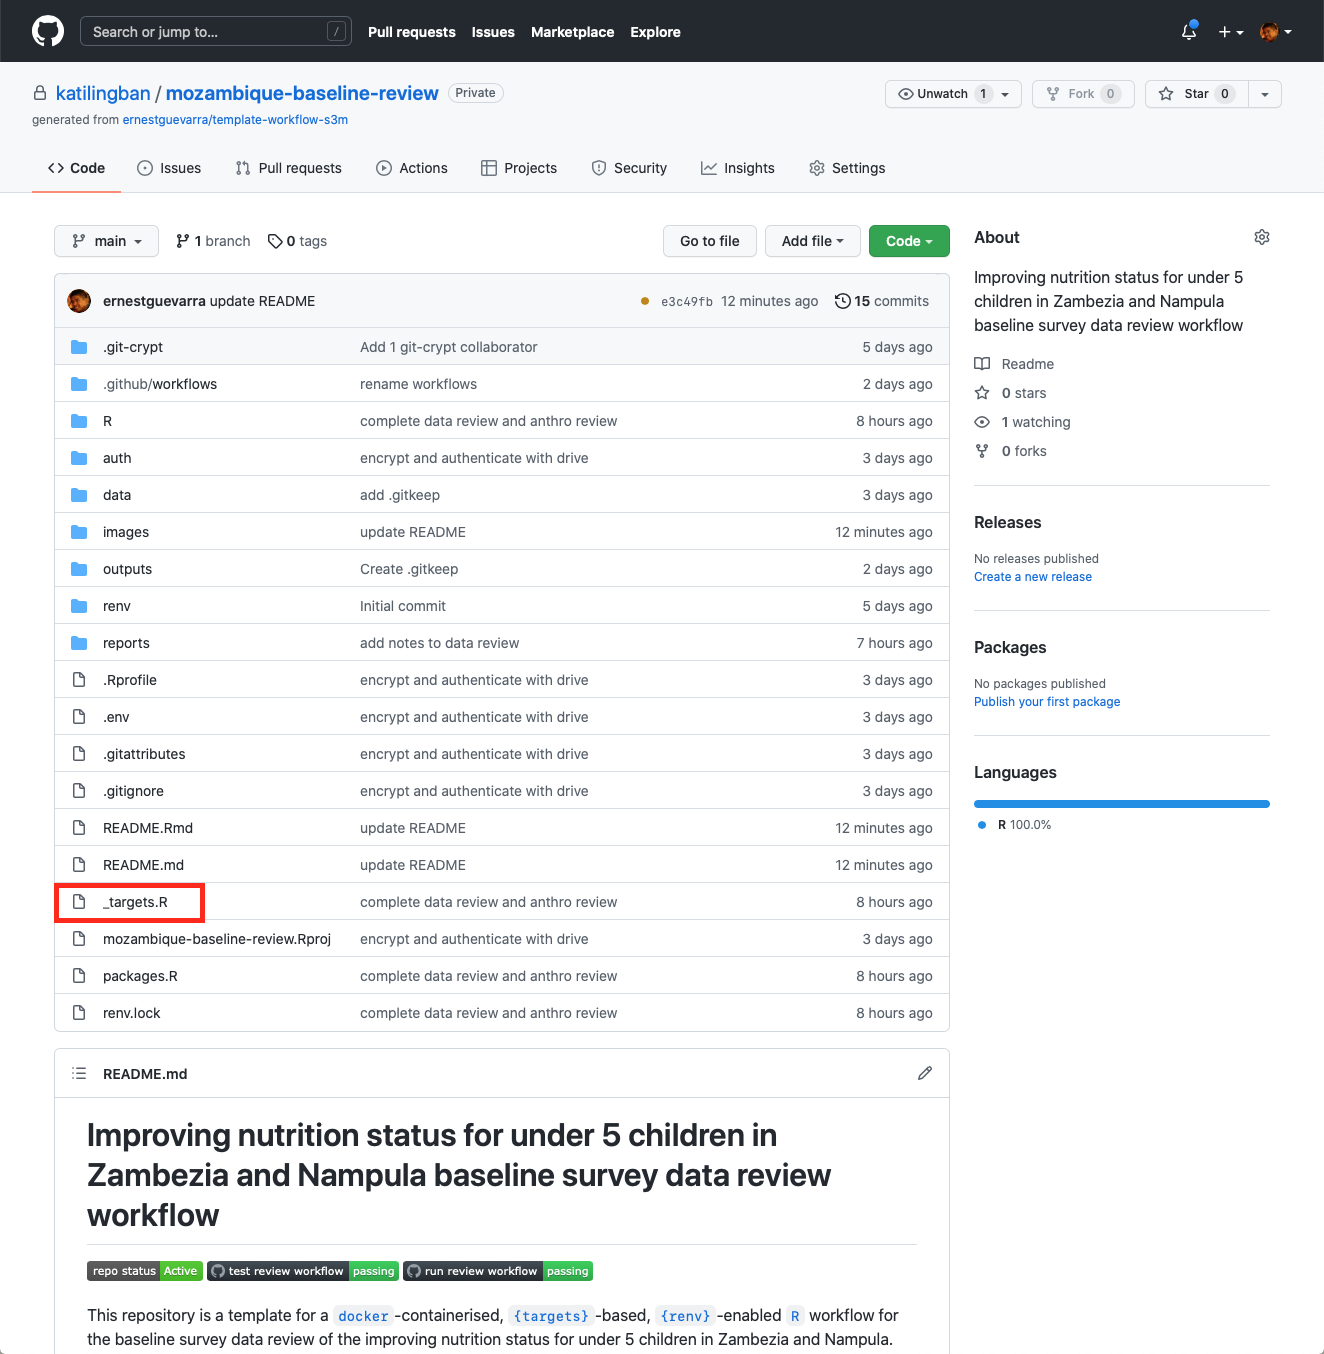 Search or jump to… /
Pull requests Issues Marketplace Explore
katilingban / mozambique-baseline-review Private
generated from ernestguevarra/template-workflow-s3m
Unwatch 1 Fork 0 Star 0
Code Issues Pull requests Actions Projects Security Insights Settings
main 1 branch 0 tags
Go to file Add file Code
ernestguevarra update README e3c49fb 12 minutes ago 15 commits
.git-crypt Add 1 git-crypt collaborator 5 days ago
.github/workflows rename workflows 2 days ago
R complete data review and anthro review 8 hours ago
auth encrypt and authenticate with drive 3 days ago
data add .gitkeep 3 days ago
images update README 12 minutes ago
outputs Create .gitkeep 2 days ago
renv Initial commit 5 days ago
reports add notes to data review 7 hours ago
.Rprofile encrypt and authenticate with drive 3 days ago
.env encrypt and authenticate with drive 3 days ago
.gitattributes encrypt and authenticate with drive 3 days ago
.gitignore encrypt and authenticate with drive 3 days ago
README.Rmd update README 12 minutes ago
README.md update README 12 minutes ago
_targets.R complete data review and anthro review 8 hours ago
mozambique-baseline-review.Rproj encrypt and authenticate with drive 3 days ago
packages.R complete data review and anthro review 8 hours ago
renv.lock complete data review and anthro review 8 hours ago
About
Improving nutrition status for under 5
children in Zambezia and Nampula
baseline survey data review workflow
Readme
0 stars
1 watching
0 forks
Releases
No releases published
Create a new release
Packages
No packages published
Publish your first package
Languages
R 100.0%
README.md
Improving nutrition status for under 5 children in
Zambezia and Nampula baseline survey data review
workflow
repo status Active test review workflow passing run review workflow passing
This repository is a template for a docker-containerised, {targets}-based, {renv}-enabled R workflow for
the baseline survey data review of the improving nutrition status for under 5 children in Zambezia and Nampula.